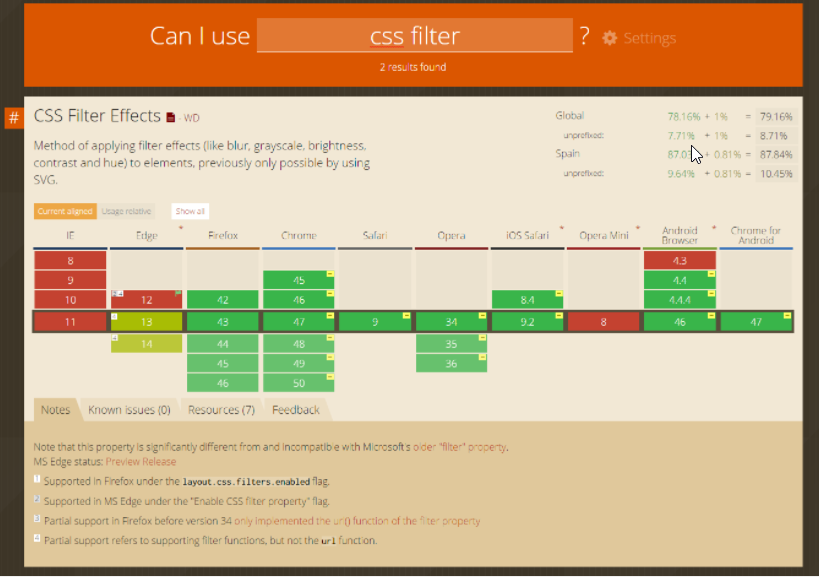 Can I use css filter ? Settings
2 results found
#
CSS Filter Effects - WD
Global 78.16% + 1% = 79.16%
unprefixed: 7.71% + 1% = 8.71%
Spain + 0.81% = 87.84%
unprefixed: 9.64% + 0.81% = 10.45%
Method of applying filter effects (like blur, grayscale, brightness,
contrast and hue) to elements, previously only possible by using
SVG.
Current aligned Usage relative Show all
IE Edge * Firefox Chrome Safari Opera iOS Safari * Opera Mini * Android Browser * Chrome for Android
8 4.3
9 45 4.4
10 12 42 46 8.4 4.4.4
11 13 43 47 9 34 9.2 8 46 47
14 44 48 35
45 49 36
46 50
Notes Known issues (0) Resources (7) Feedback
Note that this property is significantly different from and incompatible with Microsoft's older "filter" property.
MS Edge status: Preview Release
1 Supported in Firefox under the layout.css.filters.enabled flag.
2 Supported in MS Edge under the "Enable CSS filter property" flag.
3 Partial support in Firefox before version 34 only implemented the url() function of the filter property
4 Partial support refers to supporting filter functions, but not the url function.